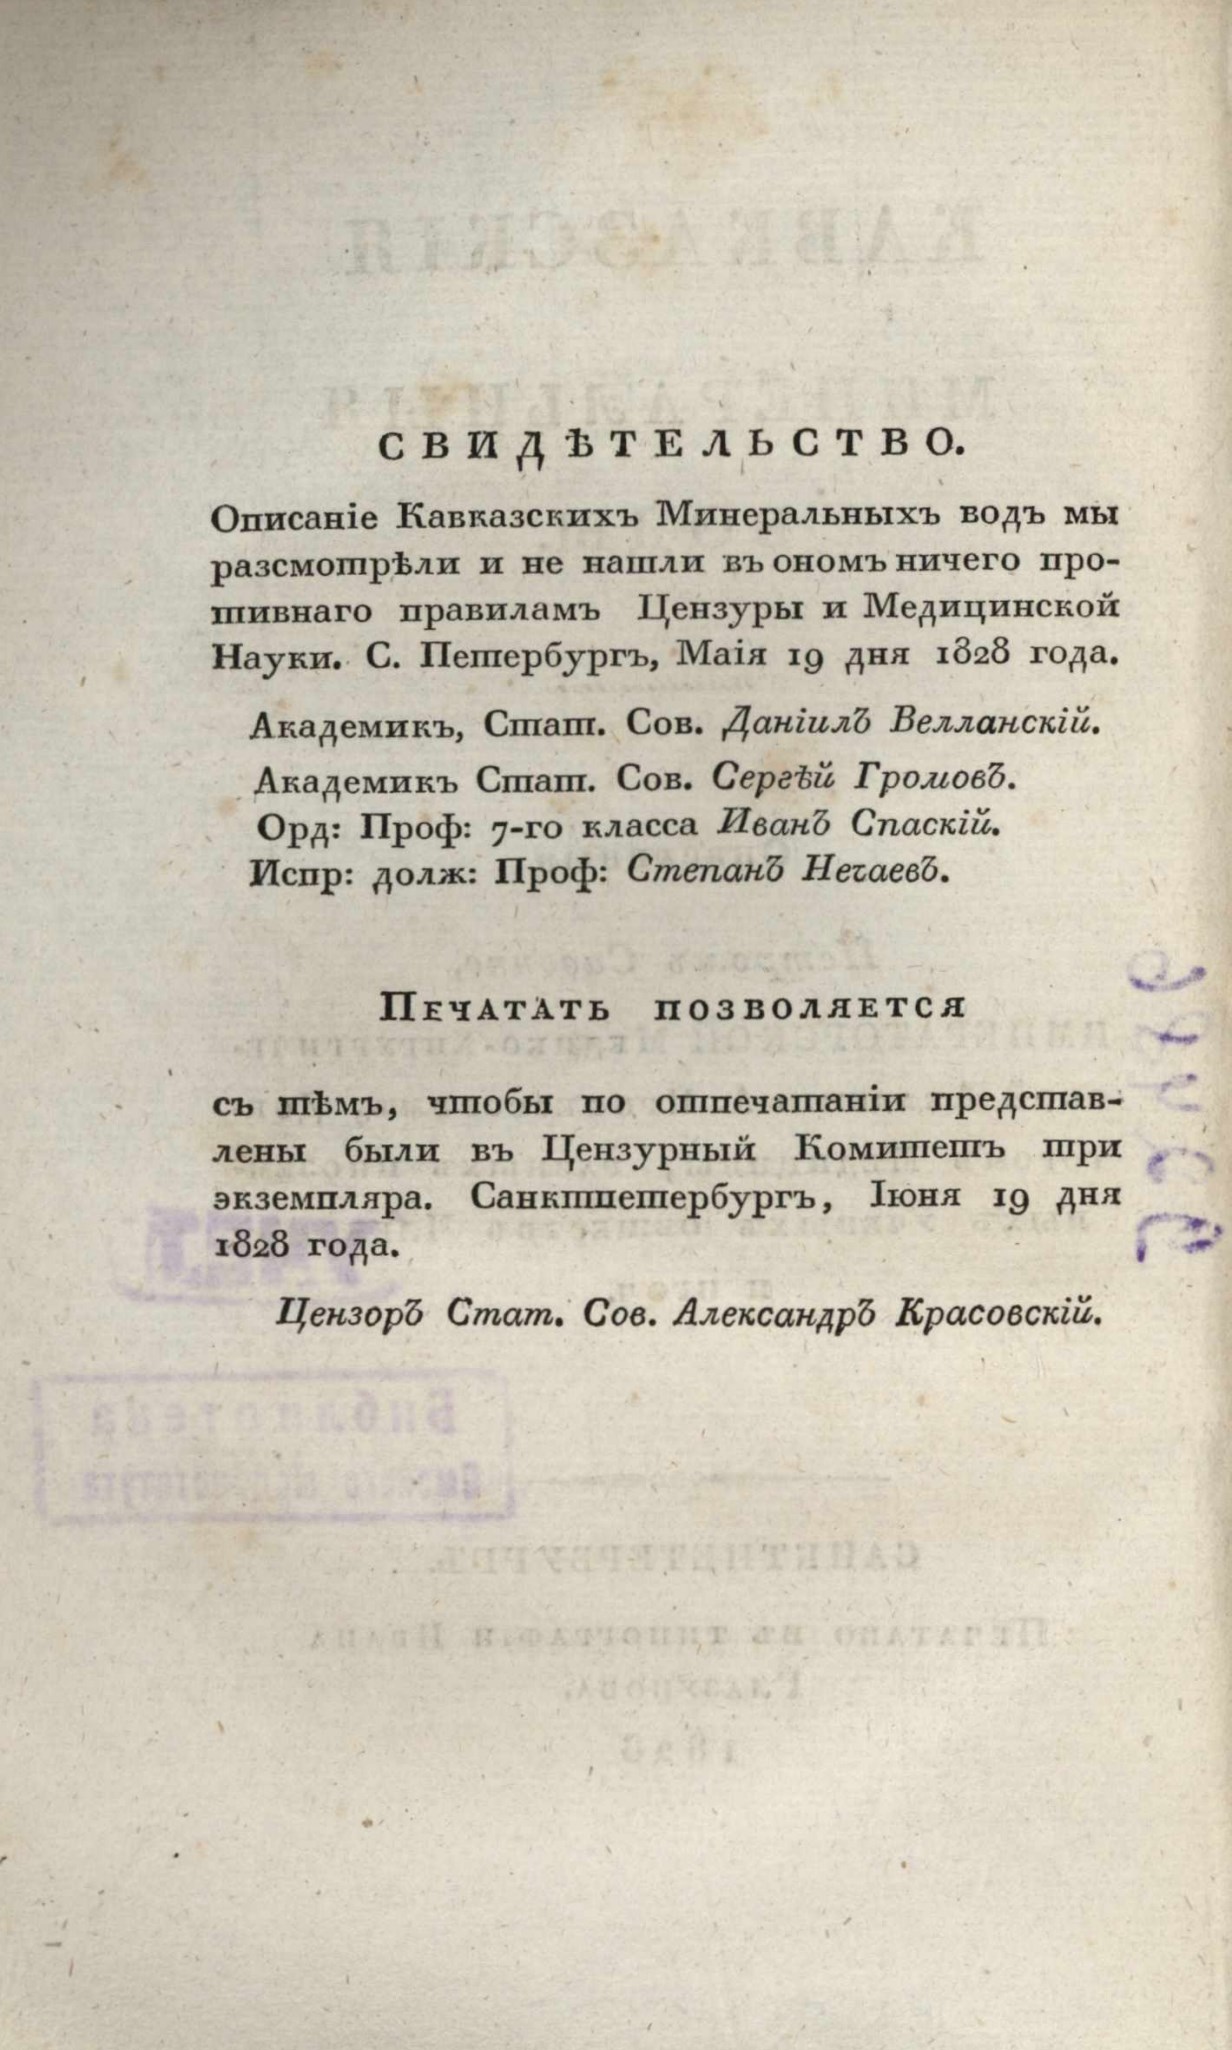 СВИДѢТЕЛЬСТВО.
Описаніе Кавказскихъ Минеральныхъ водъ мы
разсмотрѣли и не нашли въ ономъ ничего про-
тивнаго правиламъ Цензуры и Медицинской
Науки. С. Петербургъ, Маія 19 дня 1828 года.
Академикъ, Стат. Сов. Даніилъ Велланскій.
Академикъ Стат. Сов. Сергѣй Громовъ.
Орд: Проф: 7-го класса Иванъ Спаскій.
Испр: долж: Проф: Степанъ Нечаевъ.
Печатать позволяется
съ тѣмъ, чтобы по отпечатаніи представ-
лены были въ Цензурный Комитетъ три
экземпляра. Санктпетербургъ, Іюня 19 дня
1828 года.
Цензоръ Стат. Сов. Александръ Красовскій.